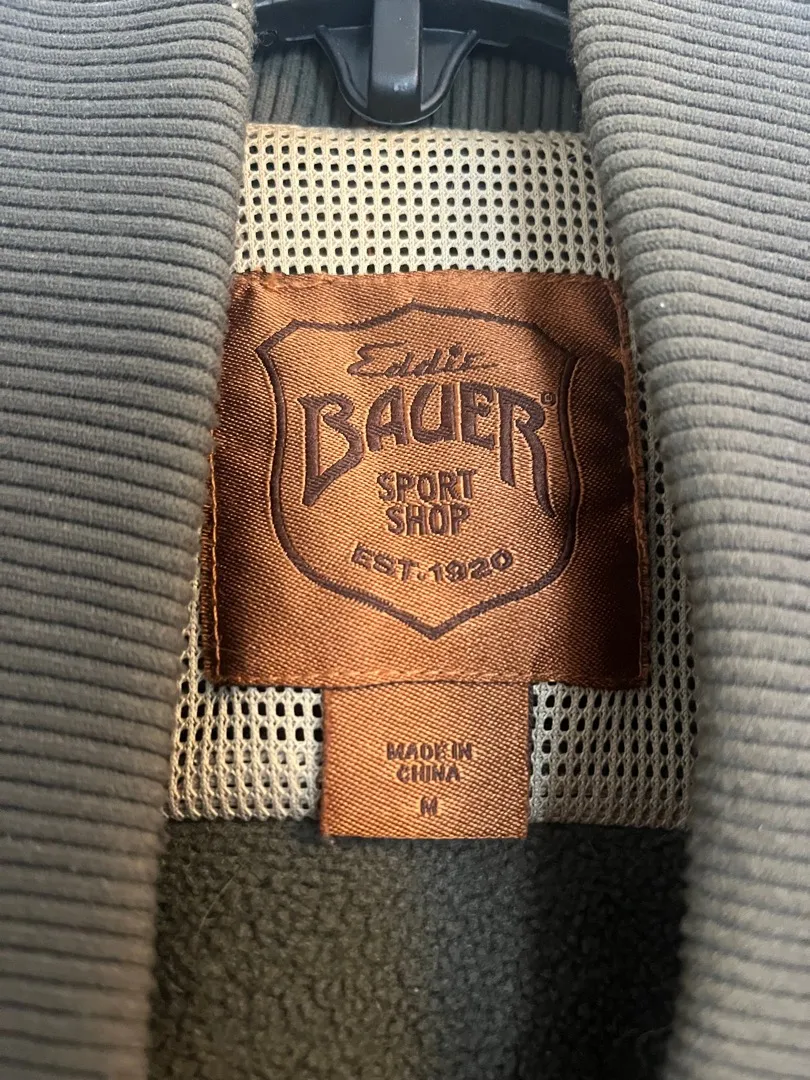 Eddie
BAUER®
SPORT
SHOP
EST·1920
MADE IN
CHINA
M